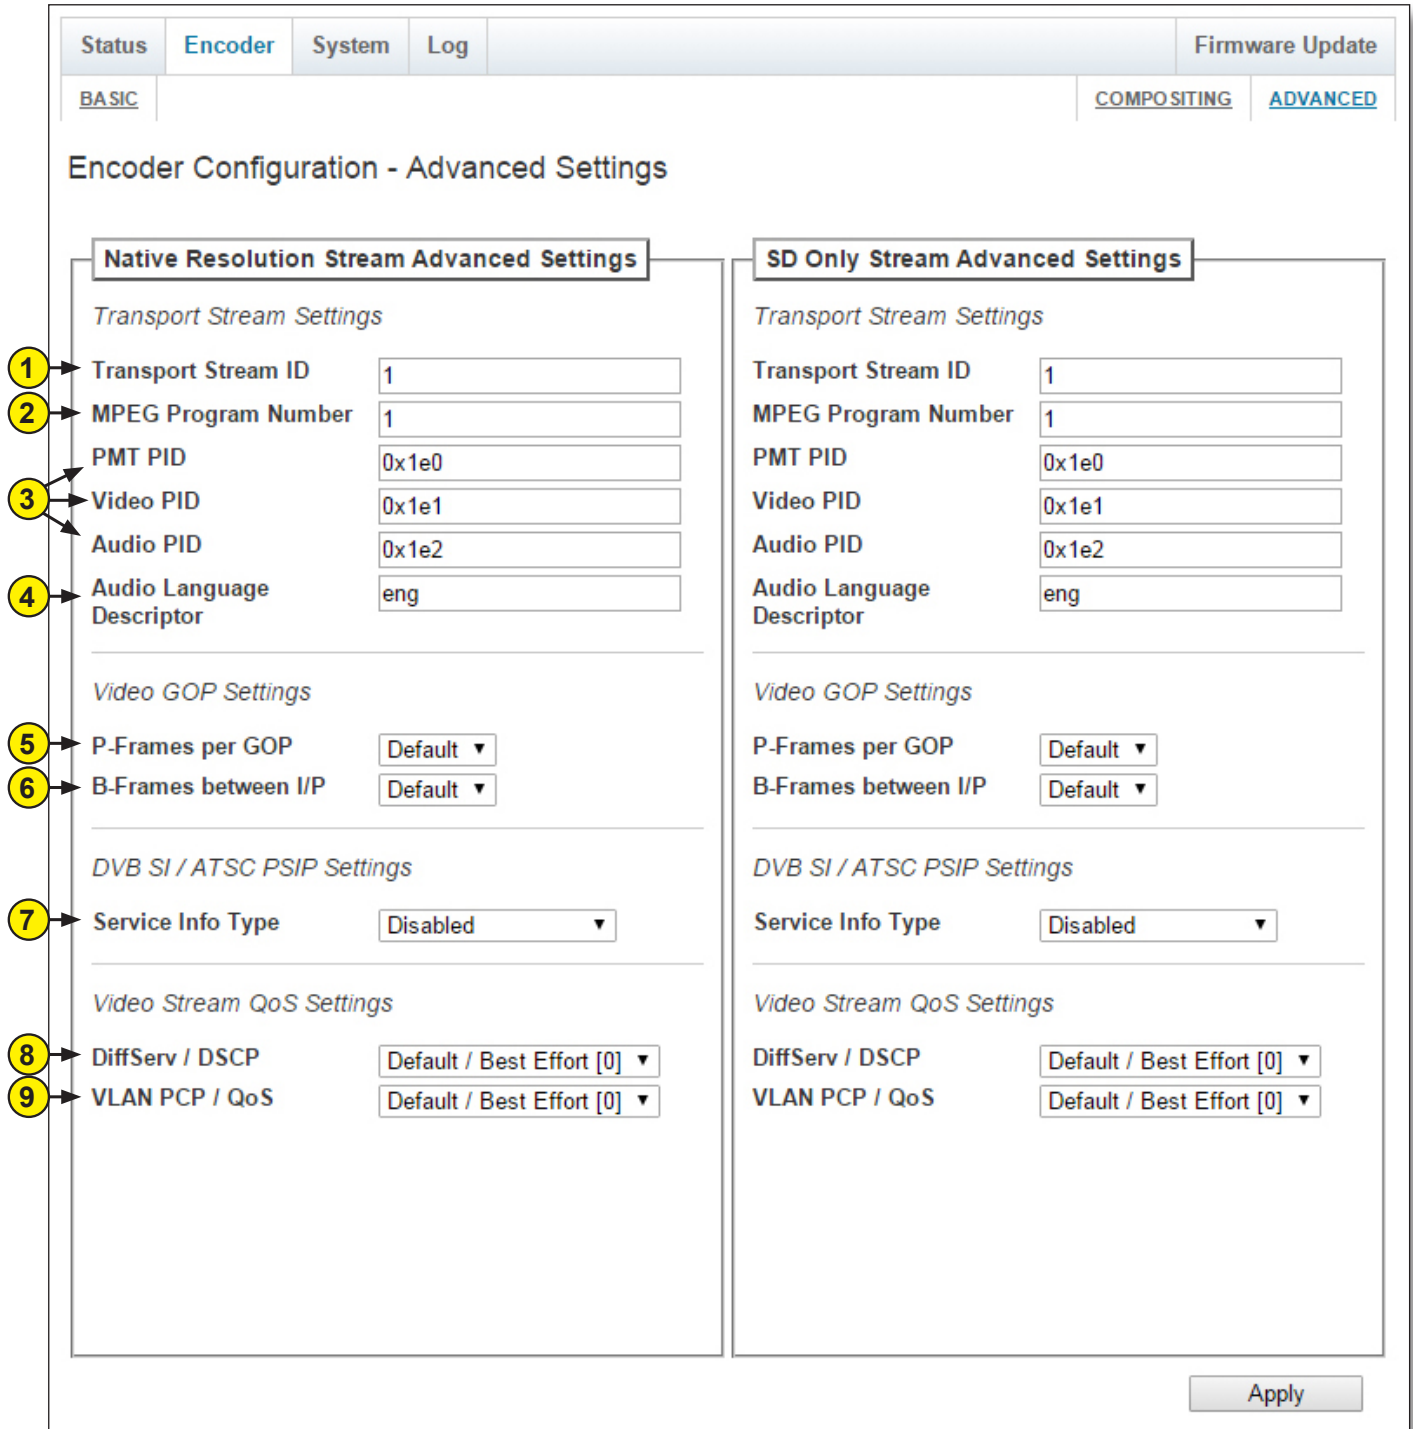 Status Encoder System Log Firmware Update
BASIC COMPOSITING ADVANCED
Encoder Configuration - Advanced Settings
Native Resolution Stream Advanced Settings
Transport Stream Settings
1 Transport Stream ID 1
2 MPEG Program Number 1
PMT PID 0x1e0
3 Video PID 0x1e1
Audio PID 0x1e2
4 Audio Language eng
Descriptor
Video GOP Settings
5 P-Frames per GOP Default
6 B-Frames between I/P Default
DVB SI / ATSC PSIP Settings
7 Service Info Type Disabled
Video Stream QoS Settings
8 DiffServ / DSCP Default / Best Effort [0]
9 VLAN PCP / QoS Default / Best Effort [0]
SD Only Stream Advanced Settings
Transport Stream Settings
Transport Stream ID 1
MPEG Program Number 1
PMT PID 0x1e0
Video PID 0x1e1
Audio PID 0x1e2
Audio Language eng
Descriptor
Video GOP Settings
P-Frames per GOP Default
B-Frames between I/P Default
DVB SI / ATSC PSIP Settings
Service Info Type Disabled
Video Stream QoS Settings
DiffServ / DSCP Default / Best Effort [0]
VLAN PCP / QoS Default / Best Effort [0]
Apply